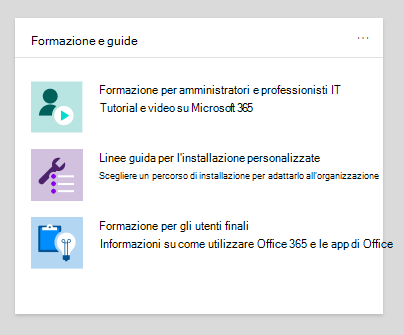 Formazione e guide
Formazione per amministratori e professionisti IT
Tutorial e video su Microsoft 365
Linee guida per l'installazione personalizzate
Scegliere un percorso di installazione per adattarlo all'organizzazione
Formazione per gli utenti finali
Informazioni su come utilizzare Office 365 e le app di Office